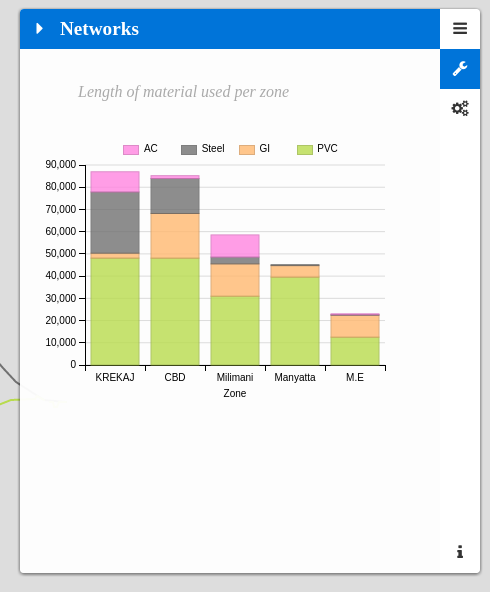 Networks
Length of material used per zone
AC Steel GI PVC
90,000
80,000
70,000
60,000
50,000
40,000
30,000
20,000
10,000
0
KREKAJ CBD Milimani Manyatta M.E
Zone